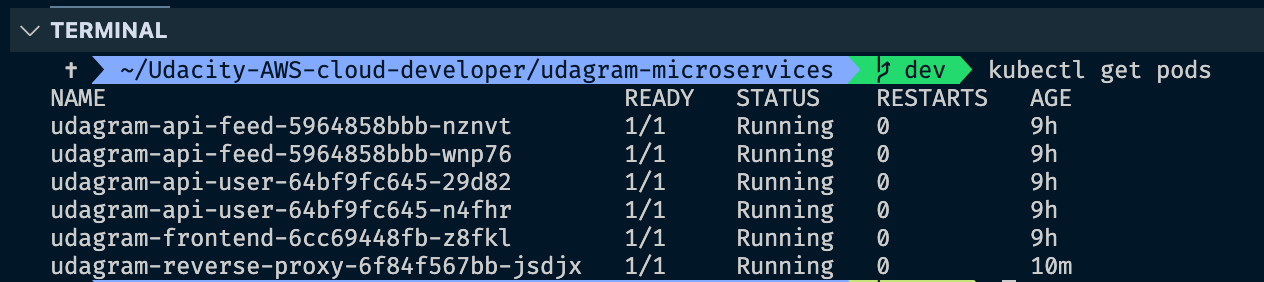 TERMINAL
~/Udacity-AWS-cloud-developer/udagram-microservices dev kubectl get pods
NAME READY STATUS RESTARTS AGE
udagram-api-feed-5964858bbb-nznvt 1/1 Running 0 9h
udagram-api-feed-5964858bbb-wnp76 1/1 Running 0 9h
udagram-api-user-64bf9fc645-29d82 1/1 Running 0 9h
udagram-api-user-64bf9fc645-n4fhr 1/1 Running 0 9h
udagram-frontend-6cc69448fb-z8fkl 1/1 Running 0 9h
udagram-reverse-proxy-6f84f567bb-jsdjx 1/1 Running 0 10m